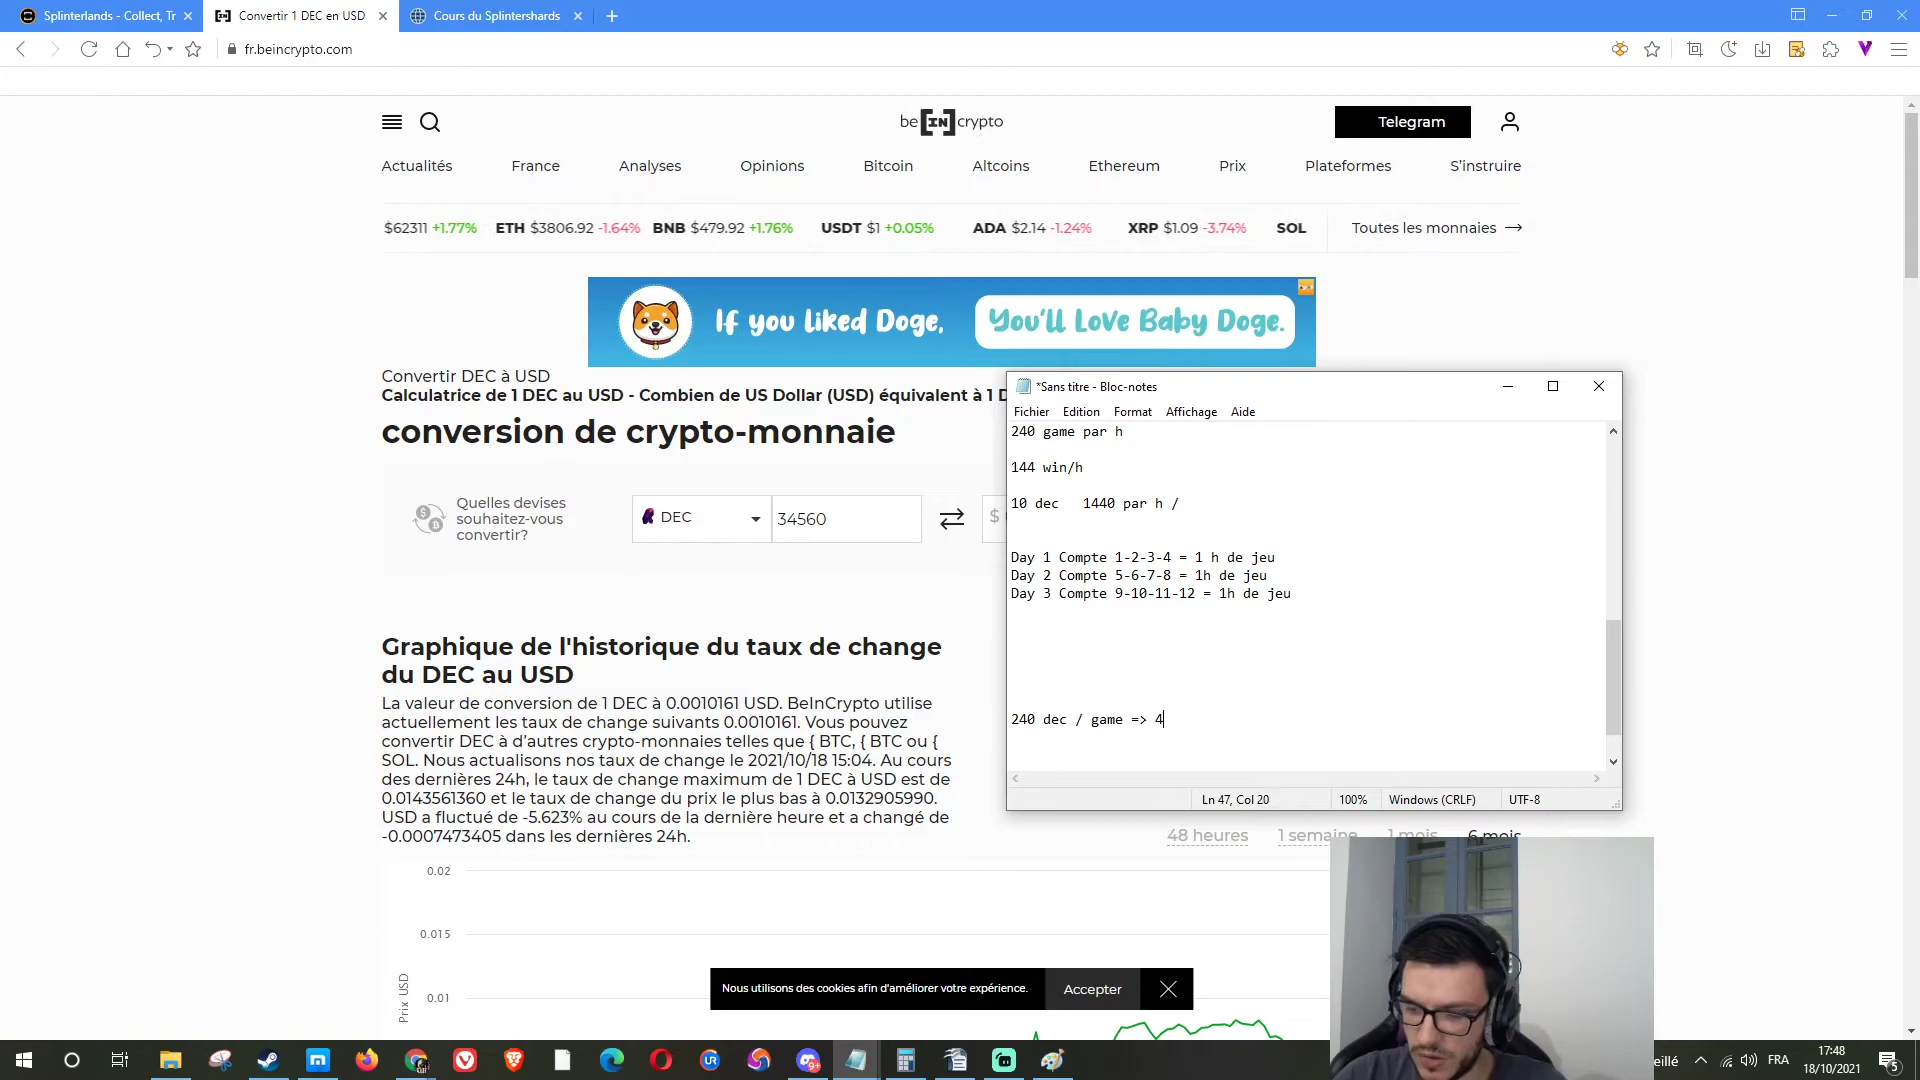 Splinterlands - Collect, Tr
Convertir 1 DEC en USD
Cours du Splintershards
fr.beincrypto.com
be[IN]crypto
Telegram
Actualités France Analyses Opinions Bitcoin Altcoins Ethereum Prix Plateformes S'instruire
$62311 +1.77% ETH $3806.92 -1.64% BNB $479.92 +1.76% USDT $1 +0.05% ADA $2.14 -1.24% XRP $1.09 -3.74% SOL
Toutes les monnaies
If you liked Doge, You'll Love Baby Doge.
Convertir DEC à USD
Calculatrice de 1 DEC au USD - Combien de US Dollar (USD) équivalent à 1 D
conversion de crypto-monnaie
Quelles devises
souhaitez-vous
convertir?
DEC
34560
$
Graphique de l'historique du taux de change
du DEC au USD
La valeur de conversion de 1 DEC à 0.0010161 USD. BeInCrypto utilise
actuellement les taux de change suivants 0.0010161. Vous pouvez
convertir DEC à d'autres crypto-monnaies telles que { BTC, { BTC ou {
SOL. Nous actualisons nos taux de change le 2021/10/18 15:04. Au cours
des dernières 24h, le taux de change maximum de 1 DEC à USD est de
0.0143561360 et le taux de change du prix le plus bas à 0.0132905990.
USD a fluctué de -5.623% au cours de la dernière heure et a changé de
-0.0007473405 dans les dernières 24h.
*Sans titre - Bloc-notes
Fichier Edition Format Affichage Aide
240 game par h
144 win/h
10 dec 1440 par h /
Day 1 Compte 1-2-3-4 = 1 h de jeu
Day 2 Compte 5-6-7-8 = 1h de jeu
Day 3 Compte 9-10-11-12 = 1h de jeu
240 dec / game => 4
Ln 47, Col 20 100% Windows (CRLF) UTF-8
48 heures 1 semaine 1 mois 6 mois
0.02
0.015
0.01
Prix USD
Nous utilisons des cookies afin d'améliorer votre expérience.
Accepter
eillé
FRA
17:48
18/10/2021
5